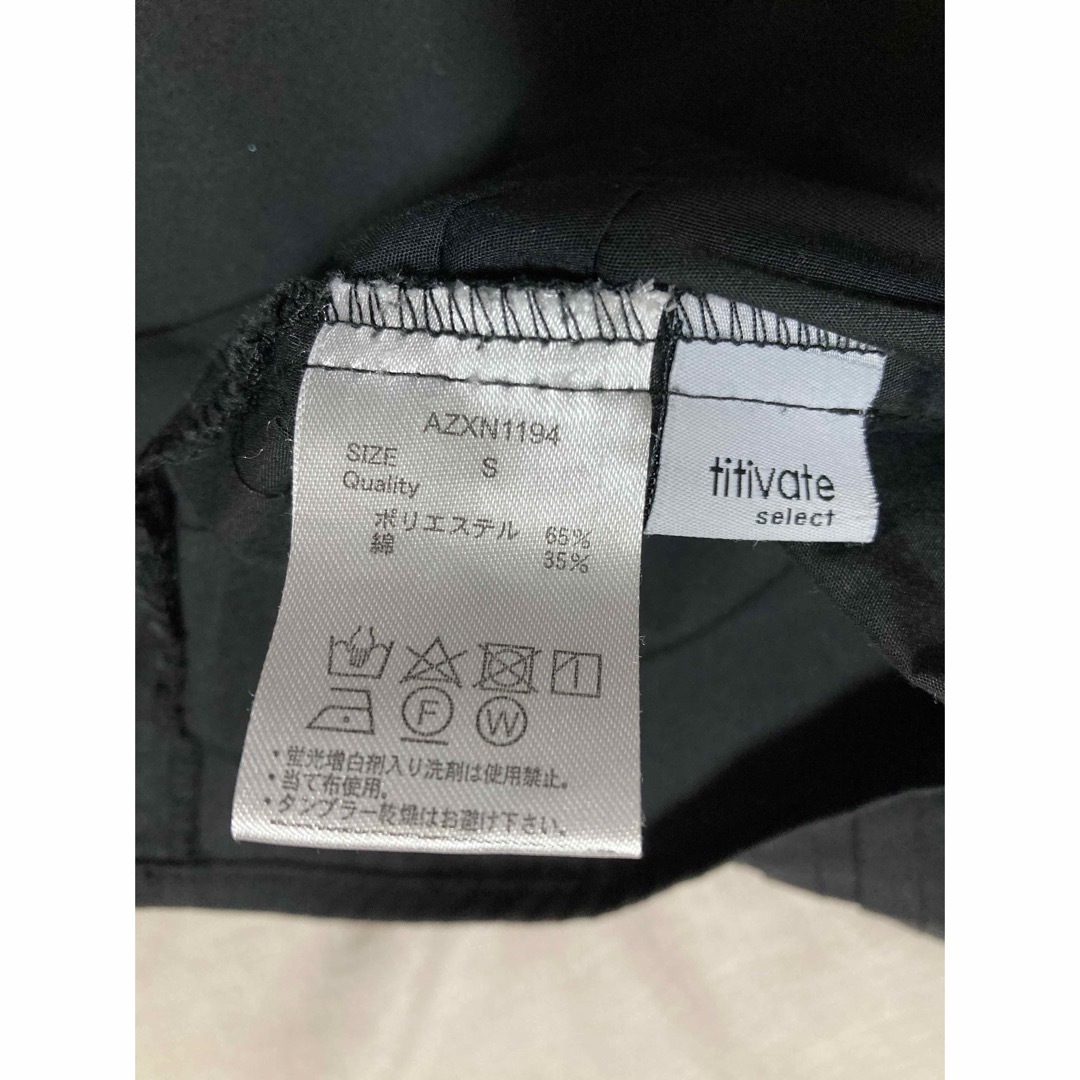 AZXN1194
SIZE S
Quality
ポリエステル 65%
綿 35%
F
W
・蛍光増白剤入り洗剤は使用禁止。
・当て布使用。
・タンブラー乾燥はお避け下さい。
titivate
select